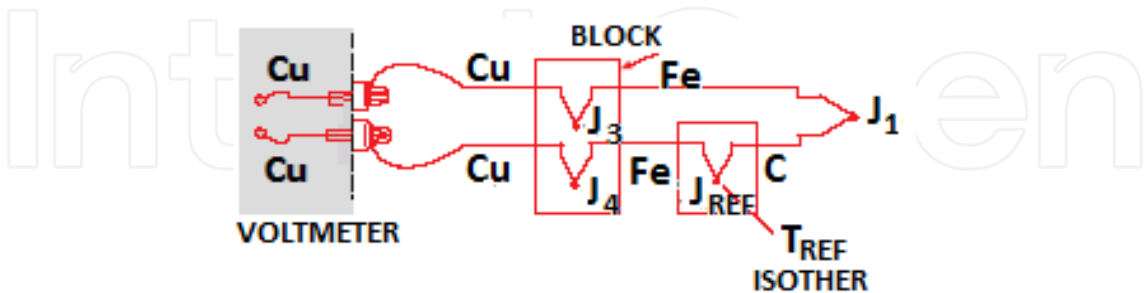 BLOCK
Cu Cu Fe
J3 J1
Cu Cu J4 Fe JREF C
VOLTMETER
TREF
ISOTHER